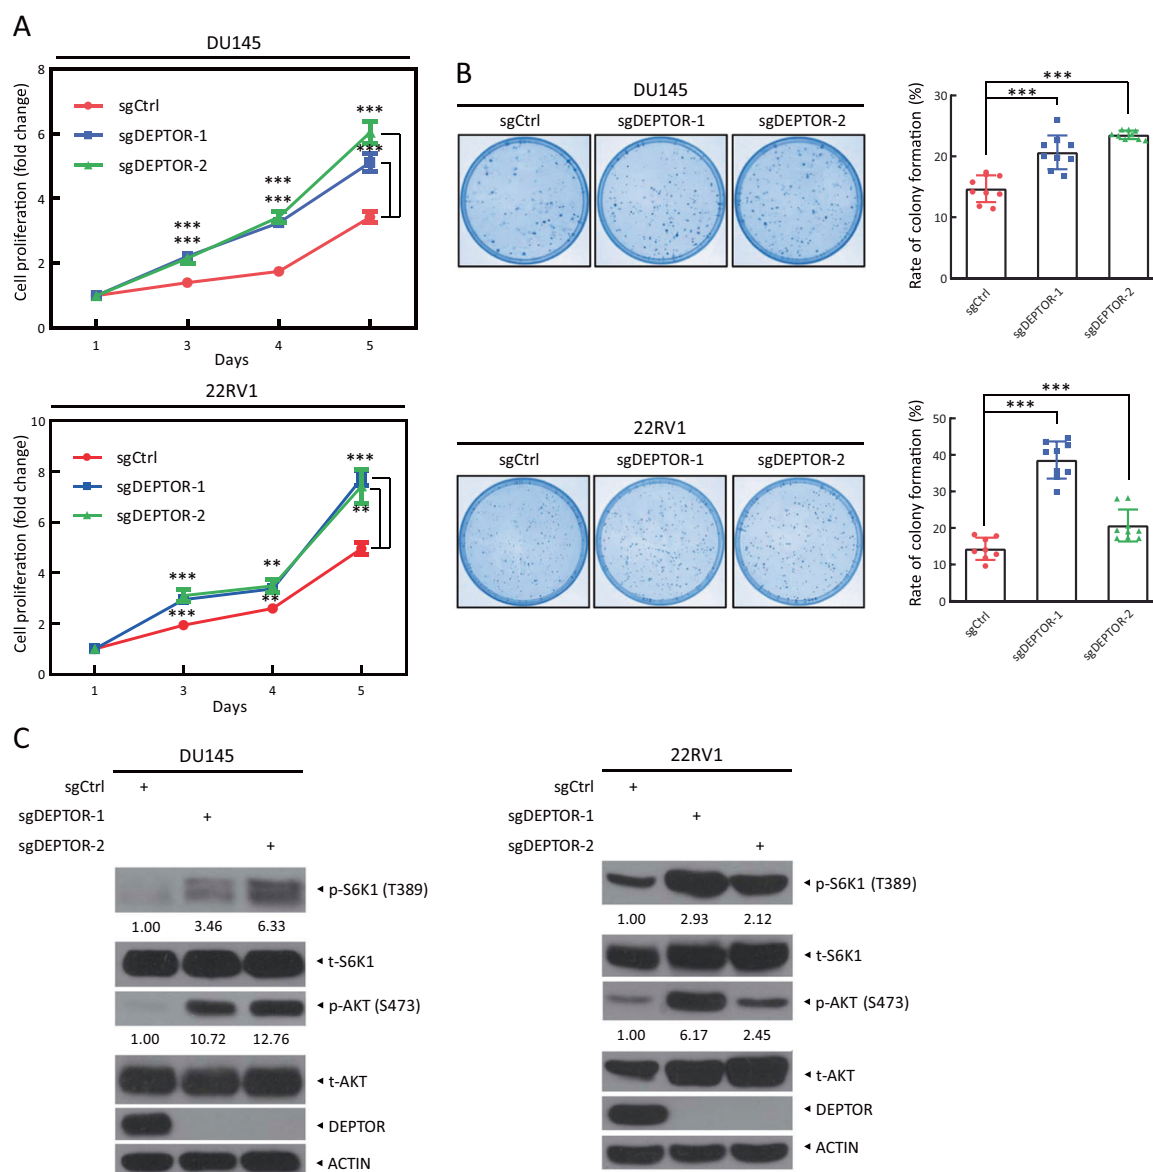 A
DU145
Cell proliferation (fold change)
8
6
4
2
0
sgCtrl
sgDEPTOR-1
sgDEPTOR-2
***
***
***
***
***
***
1 3 4 5
Days
22RV1
Cell proliferation (fold change)
10
8
6
4
2
0
sgCtrl
sgDEPTOR-1
sgDEPTOR-2
***
***
**
**
***
**
1 3 4 5
Days
B
DU145
sgCtrl sgDEPTOR-1 sgDEPTOR-2
Rate of colony formation (%)
30
20
10
0
***
***
sgCtrl
sgDEPTOR-1
sgDEPTOR-2
22RV1
sgCtrl sgDEPTOR-1 sgDEPTOR-2
Rate of colony formation (%)
50
40
30
20
10
0
***
***
sgCtrl
sgDEPTOR-1
sgDEPTOR-2
C
DU145
sgCtrl +
sgDEPTOR-1 +
sgDEPTOR-2 +
p-S6K1 (T389)
1.00 3.46 6.33
t-S6K1
p-AKT (S473)
1.00 10.72 12.76
t-AKT
DEPTOR
ACTIN
22RV1
sgCtrl +
sgDEPTOR-1 +
sgDEPTOR-2 +
p-S6K1 (T389)
1.00 2.93 2.12
t-S6K1
p-AKT (S473)
1.00 6.17 2.45
t-AKT
DEPTOR
ACTIN